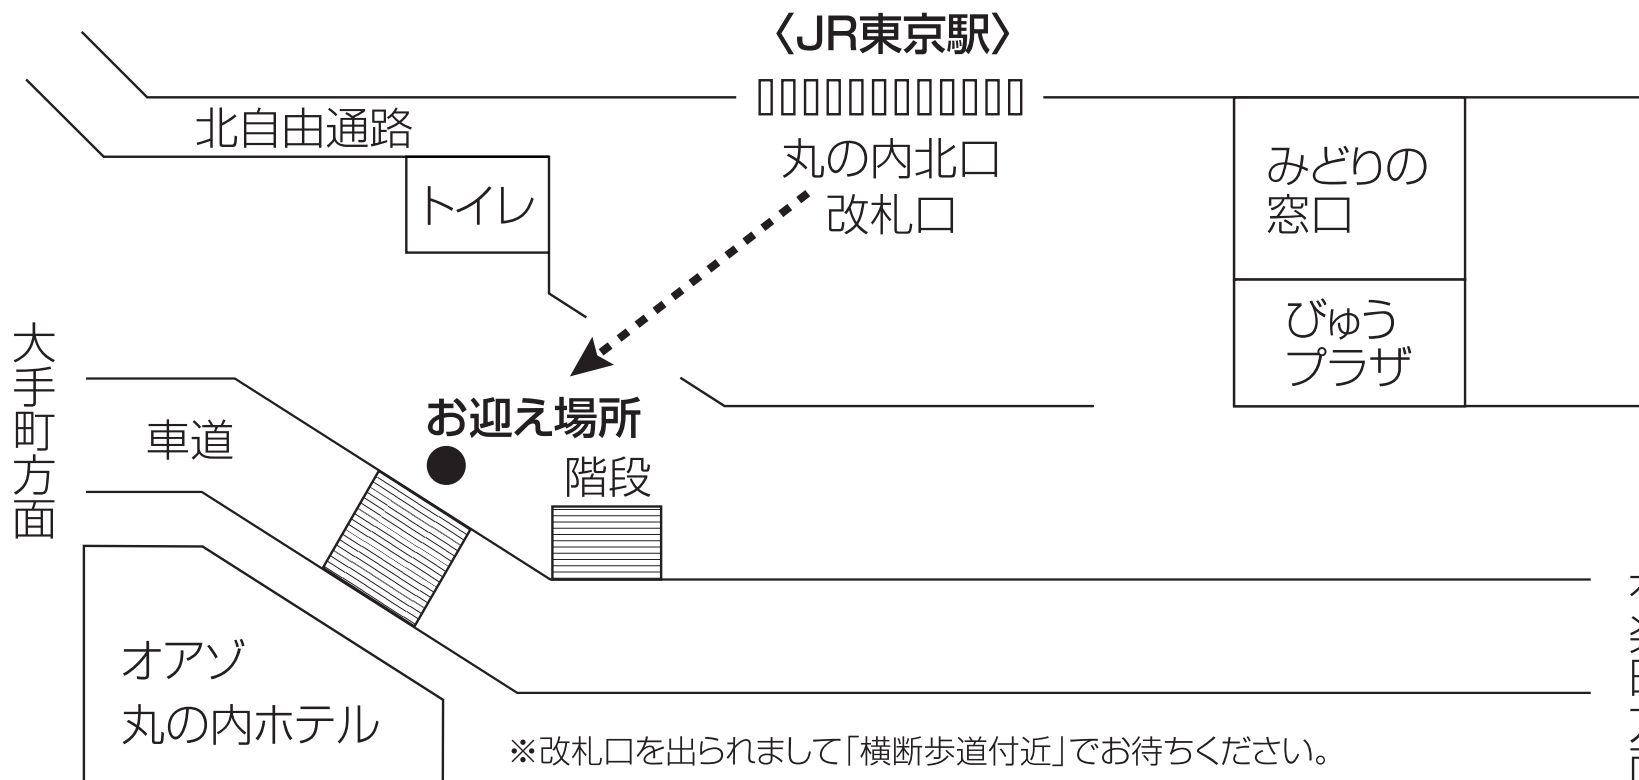 〈JR東京駅〉
北自由通路
丸の内北口
改札口
みどりの
窓口
トイレ
びゅう
プラザ
大手町方面
お迎え場所
車道
階段
オアゾ
丸の内ホテル
※改札口を出られまして「横断歩道付近」でお待ちください。